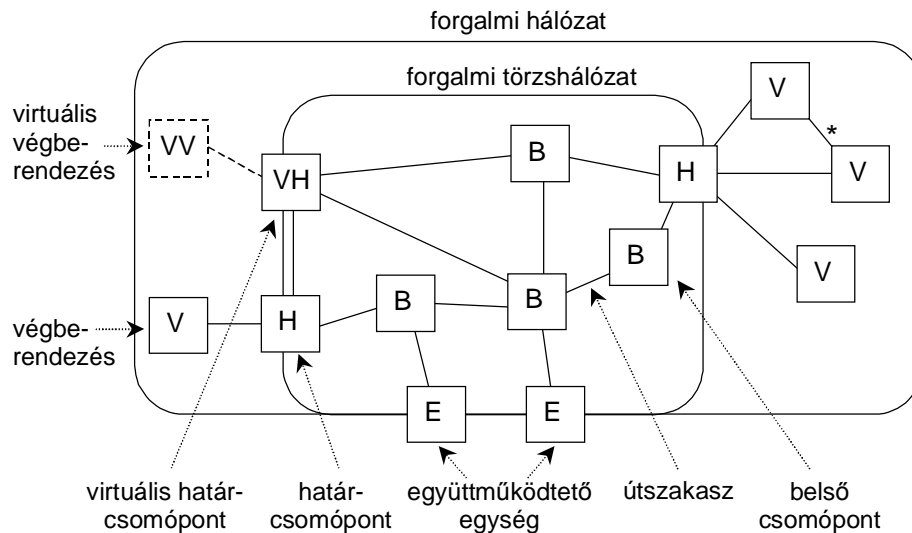 forgalmi hálózat
forgalmi törzshálózat
virtuális
végbe-
rendezés
VV
VH
B
H
V
*
V
B
V
végbe-
rendezés
V
H
B
B
E
E
virtuális határ-
csomópont
határ-
csomópont
együttműködtető
egység
útszakasz
belső
csomópont